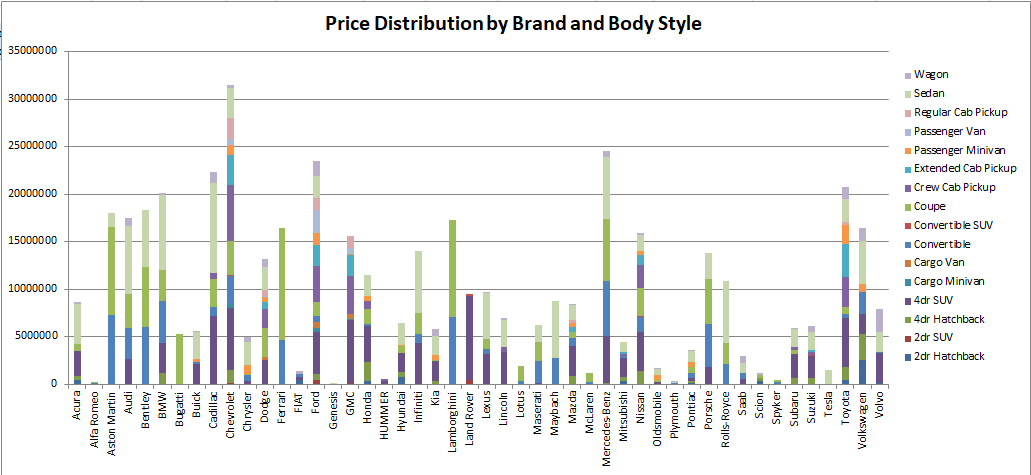 Price Distribution by Brand and Body Style
35000000
30000000
25000000
20000000
15000000
10000000
5000000
0
Acura
Alfa Romeo
Aston Martin
Audi
Bentley
BMW
Bugatti
Buick
Cadillac
Chevrolet
Chrysler
Dodge
Ferrari
FIAT
Ford
Genesis
GMC
Honda
HUMMER
Hyundai
Infiniti
Kia
Lamborghini
Land Rover
Lexus
Lincoln
Lotus
Maserati
Maybach
Mazda
McLaren
Mercedes-Benz
Mitsubishi
Nissan
Oldsmobile
Plymouth
Pontiac
Porsche
Rolls-Royce
Saab
Scion
Spyker
Subaru
Suzuki
Tesla
Toyota
Volkswagen
Volvo
Wagon
Sedan
Regular Cab Pickup
Passenger Van
Passenger Minivan
Extended Cab Pickup
Crew Cab Pickup
Coupe
Convertible SUV
Convertible
Cargo Van
Cargo Minivan
4dr SUV
4dr Hatchback
2dr SUV
2dr Hatchback